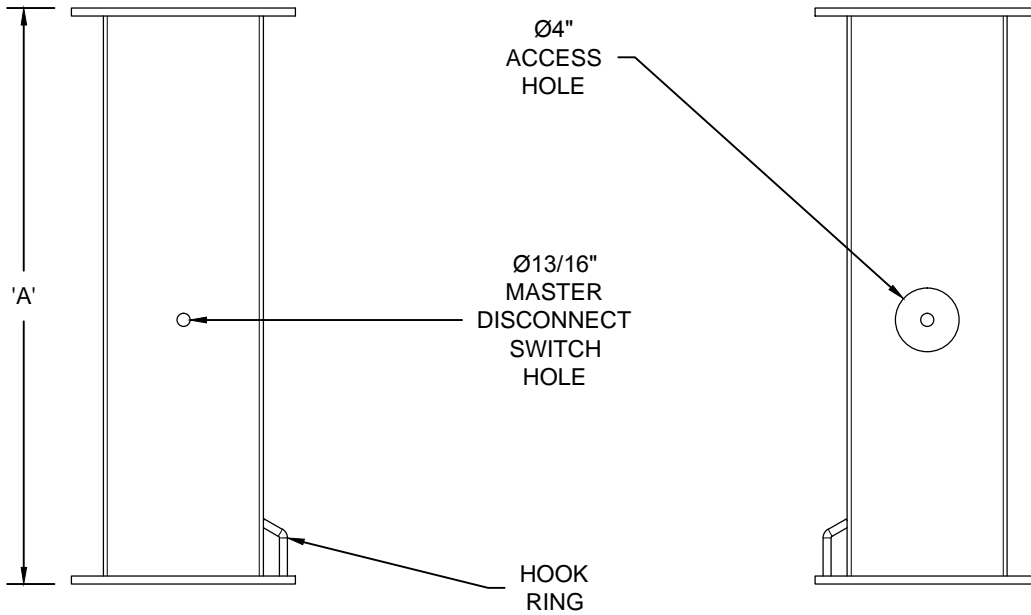 Ø4"
ACCESS
HOLE
'A'
Ø13/16"
MASTER
DISCONNECT
SWITCH
HOLE
HOOK
RING